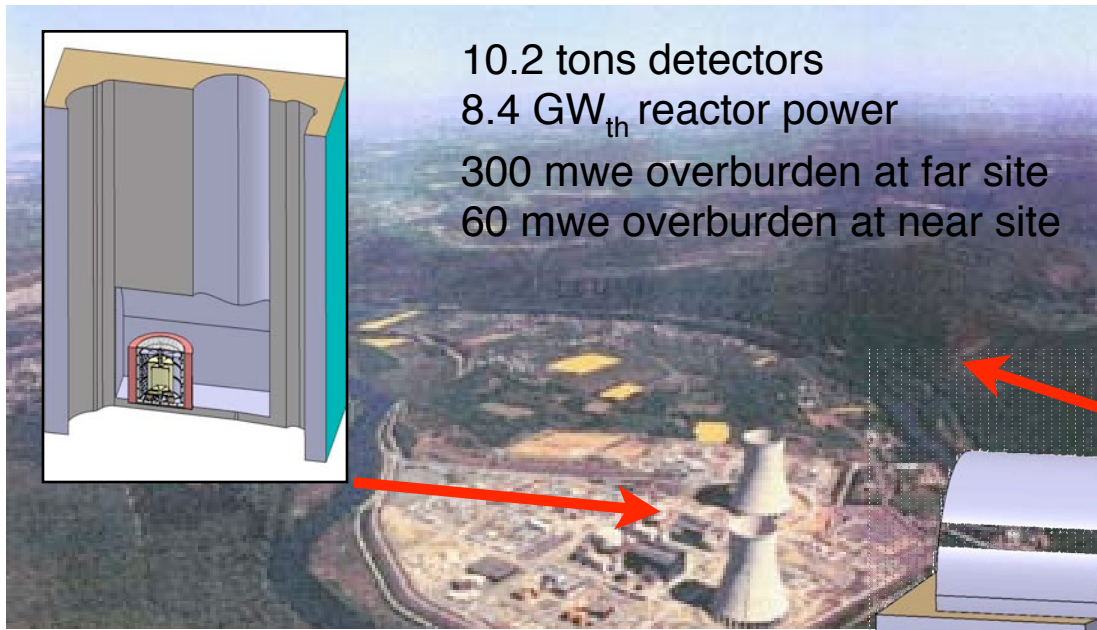 10.2 tons detectors
8.4 GWth reactor power
300 mwe overburden at far site
60 mwe overburden at near site